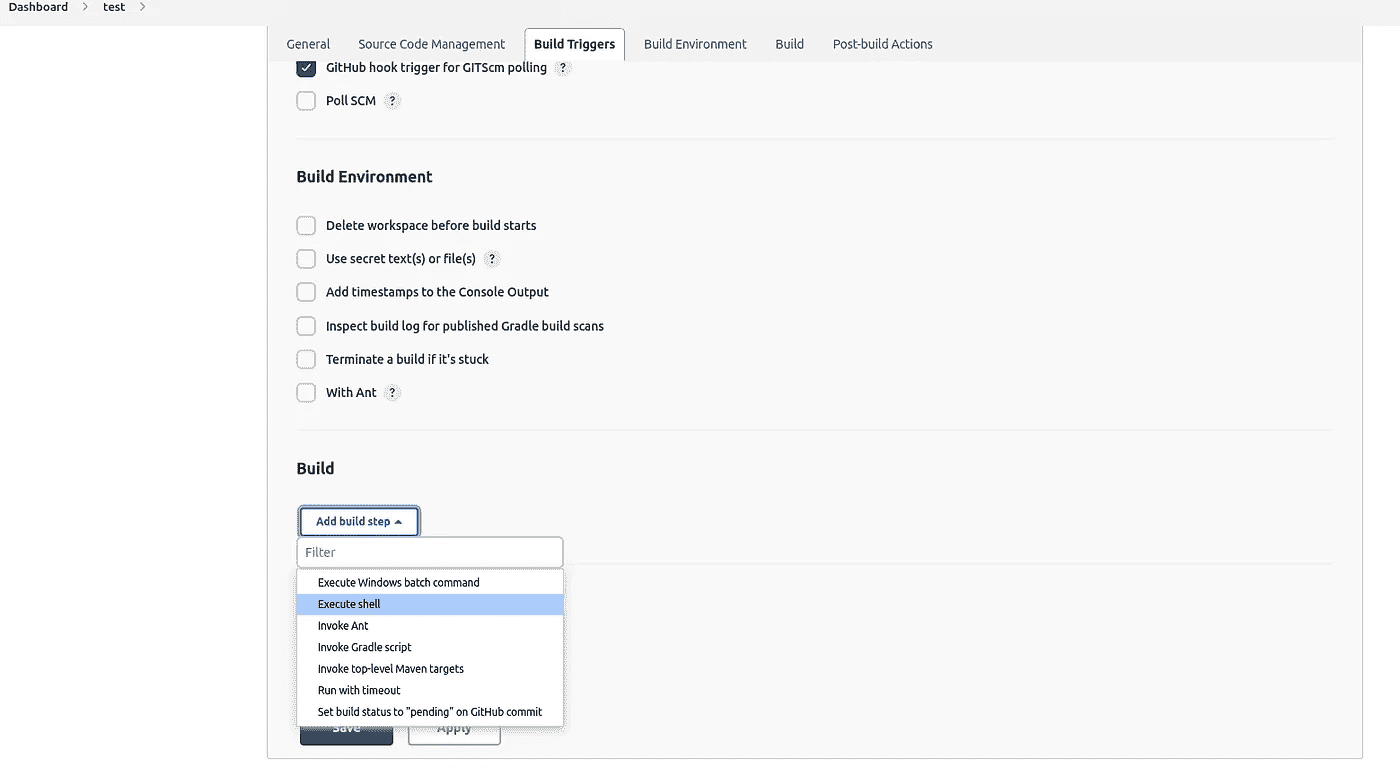 Dashboard > test >
General Source Code Management Build Triggers Build Environment Build Post-build Actions
GitHub hook trigger for GITScm polling ?
Poll SCM ?
Build Environment
Delete workspace before build starts
Use secret text(s) or file(s) ?
Add timestamps to the Console Output
Inspect build log for published Gradle build scans
Terminate a build if it's stuck
With Ant ?
Build
Add build step
Filter
Execute Windows batch command
Execute shell
Invoke Ant
Invoke Gradle script
Invoke top-level Maven targets
Run with timeout
Set build status to "pending" on GitHub commit
Save Apply